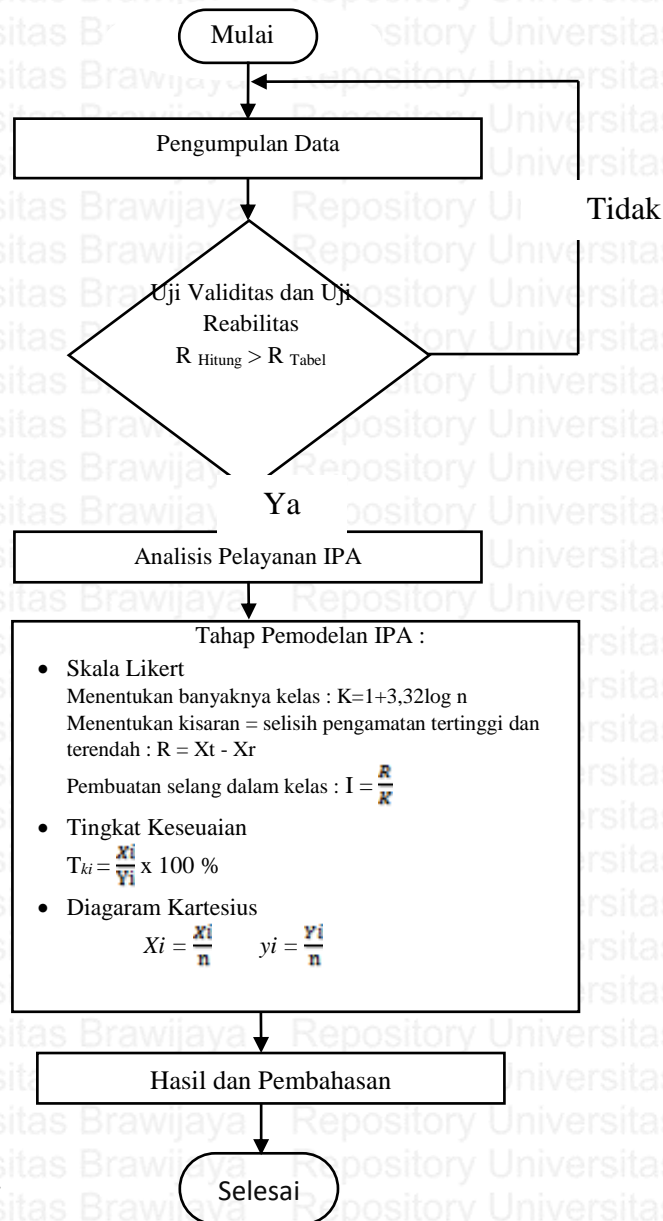 Mulai
Pengumpulan Data
Tidak
Uji Validitas dan Uji
Reabilitas
R Hitung > R Tabel
Ya
Analisis Pelayanan IPA
Tahap Pemodelan IPA :
• Skala Likert
Menentukan banyaknya kelas : K=1+3,32log n
Menentukan kisaran = selisih pengamatan tertinggi dan
terendah : R = Xt - Xr
Pembuatan selang dalam kelas : I = R/K
• Tingkat Keseuaian
Tki = Xi/Yi x 100 %
• Diagaram Kartesius
Xi = Xi/n yi = Yi/n
Hasil dan Pembahasan
Selesai